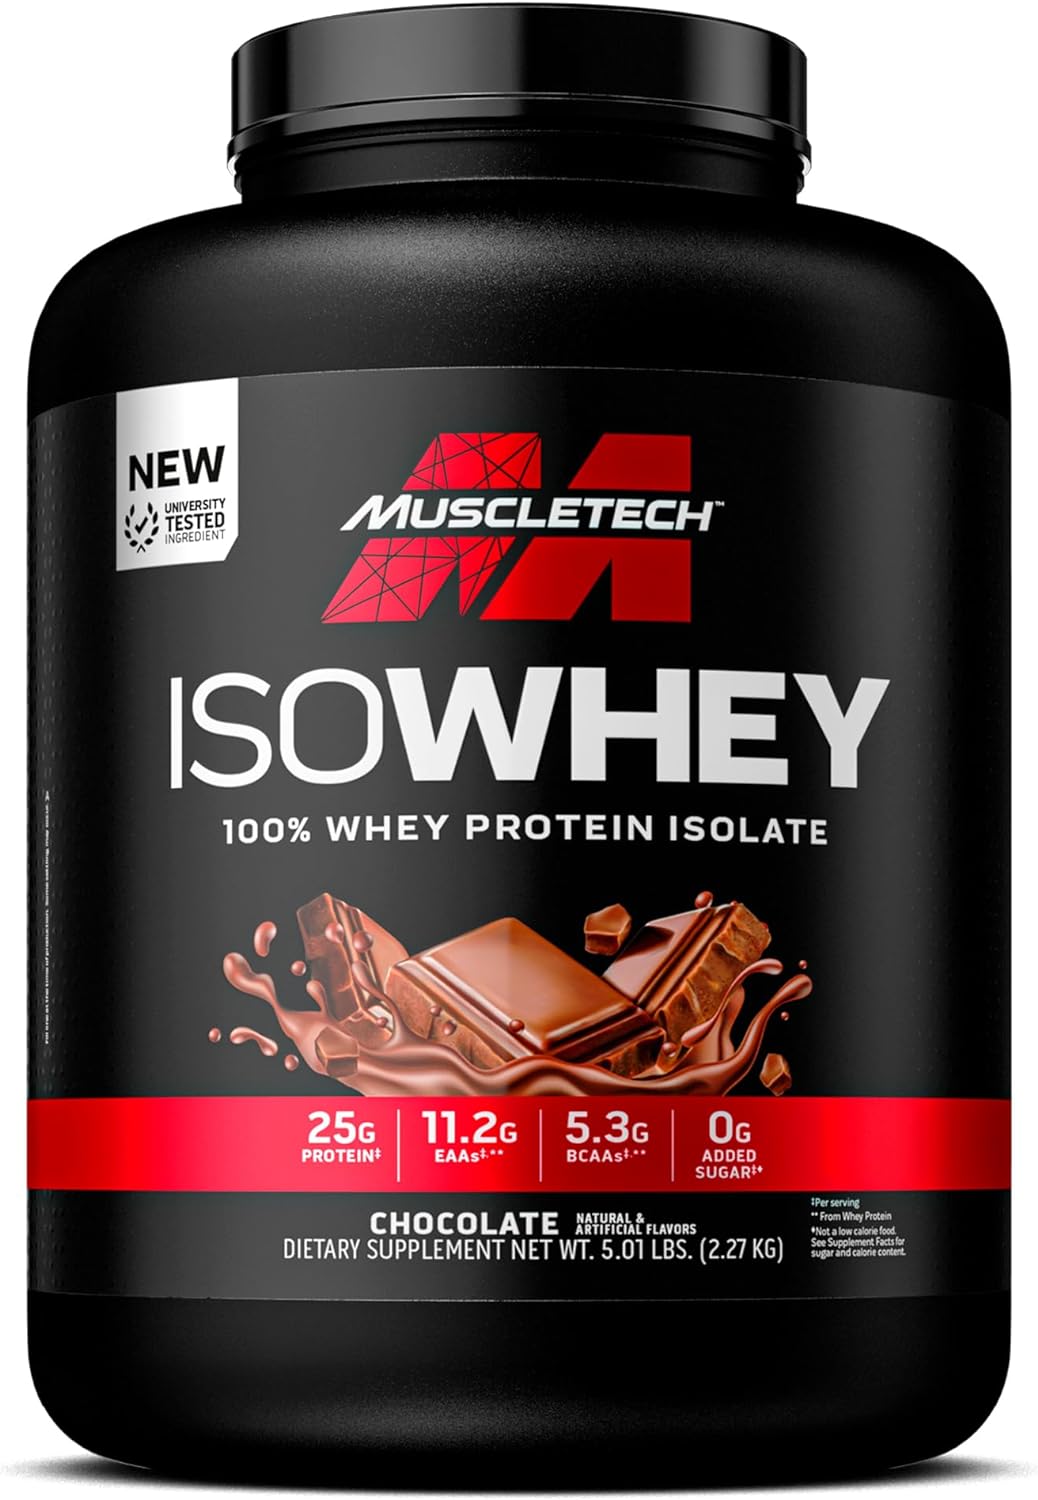 NEW
UNIVERSITY
TESTED
INGREDIENT
MUSCLETECH™
ISOWHEY
100% WHEY PROTEIN ISOLATE
25G
PROTEIN‡
11.2G
EAAs‡,**
5.3G
BCAAs‡,**
0G
ADDED
SUGAR‡♦
CHOCOLATE
NATURAL &
ARTIFICIAL FLAVORS
DIETARY SUPPLEMENT NET WT. 5.01 LBS. (2.27 KG)
‡Per serving
** From Whey Protein
♦Not a low calorie food.
See Supplement Facts for
sugar and calorie content.